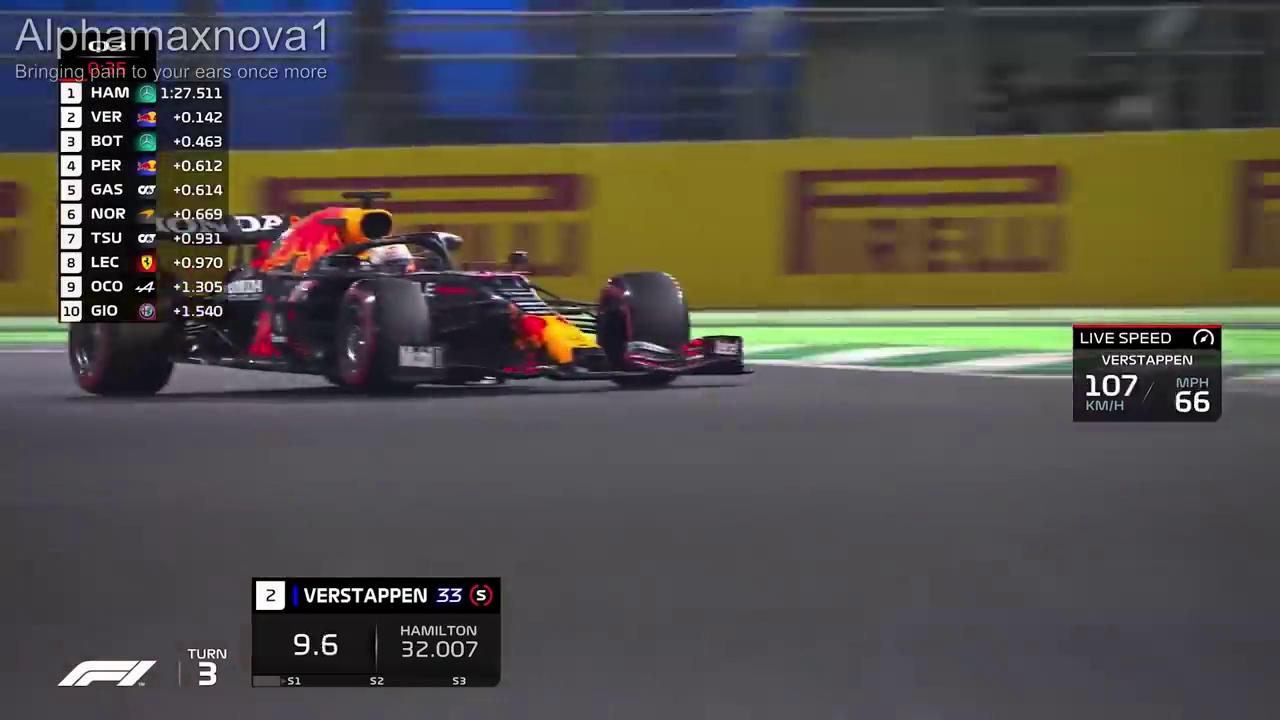 Alphamaxnova1
Bringing pain to your ears once more
Q3
0:35
1 HAM 1:27.511
2 VER +0.142
3 BOT +0.463
4 PER +0.612
5 GAS +0.614
6 NOR +0.669
7 TSU +0.931
8 LEC +0.970
9 OCO +1.305
10 GIO +1.540
HONDA
PIRELLI
LIVE SPEED
VERSTAPPEN
107 / MPH
KM/H 66
2 VERSTAPPEN 33 S
9.6 HAMILTON
32.007
S1 S2 S3
F1 TURN
3